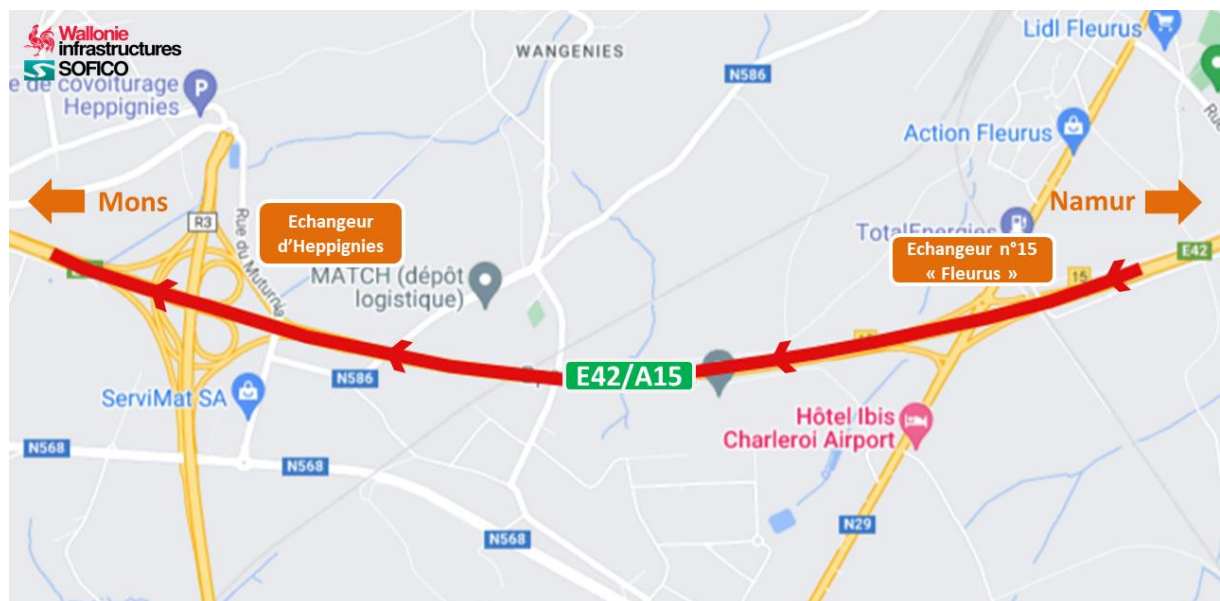 Wallonie
infrastructures
SOFICO
e de covoiturage
Heppignies
P
WANGENIES
N586
Lidl Fleurus
Action Fleurus
Mons
Namur
R3
Rue du Muturnia
Echangeur
d'Heppignies
MATCH (dépôt
logistique)
TotalEnergies
Echangeur n°15
« Fleurus »
15
E42
E42/A15
N586
ServiMat SA
Hôtel Ibis
Charleroi Airport
N568
N568
N568
N29